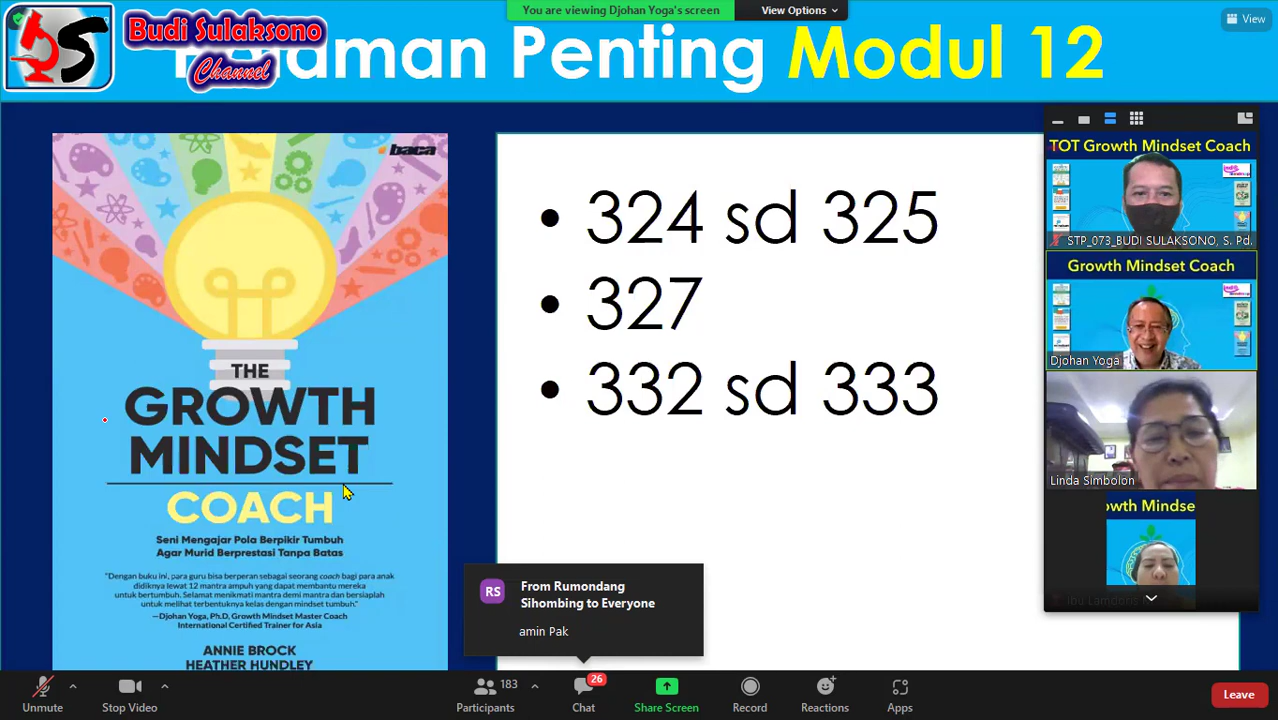 You are viewing Djohan Yoga's screen
View Options
View
Budi Sulaksono
Channel
S
aman Penting Modul 12
baca
THE
GROWTH
MINDSET
COACH
Seni Mengajar Pola Berpikir Tumbuh
Agar Murid Berprestasi Tanpa Batas
"Dengan buku ini, para guru bisa berperan sebagai seorang coach bagi para anak
didiknya lewat 12 mantra ampuh yang dapat membantu mereka
untuk bertumbuh. Selamat menikmati mantra demi mantra dan bersiaplah
untuk melihat terbentuknya kelas dengan mindset tumbuh."
—Djohan Yoga, Ph.D, Growth Mindset Master Coach
International Certified Trainer for Asia
ANNIE BROCK
HEATHER HUNDLEY
• 324 sd 325
• 327
• 332 sd 333
TOT Growth Mindset Coach
STP_073_BUDI SULAKSONO, S. Pd.
Growth Mindset Coach
Djohan Yoga
Linda Simbolon
owth Mindse
RS
From Rumondang
Sihombing to Everyone
amin Pak
Unmute
Stop Video
183
Participants
26
Chat
Share Screen
Record
Reactions
Apps
Leave